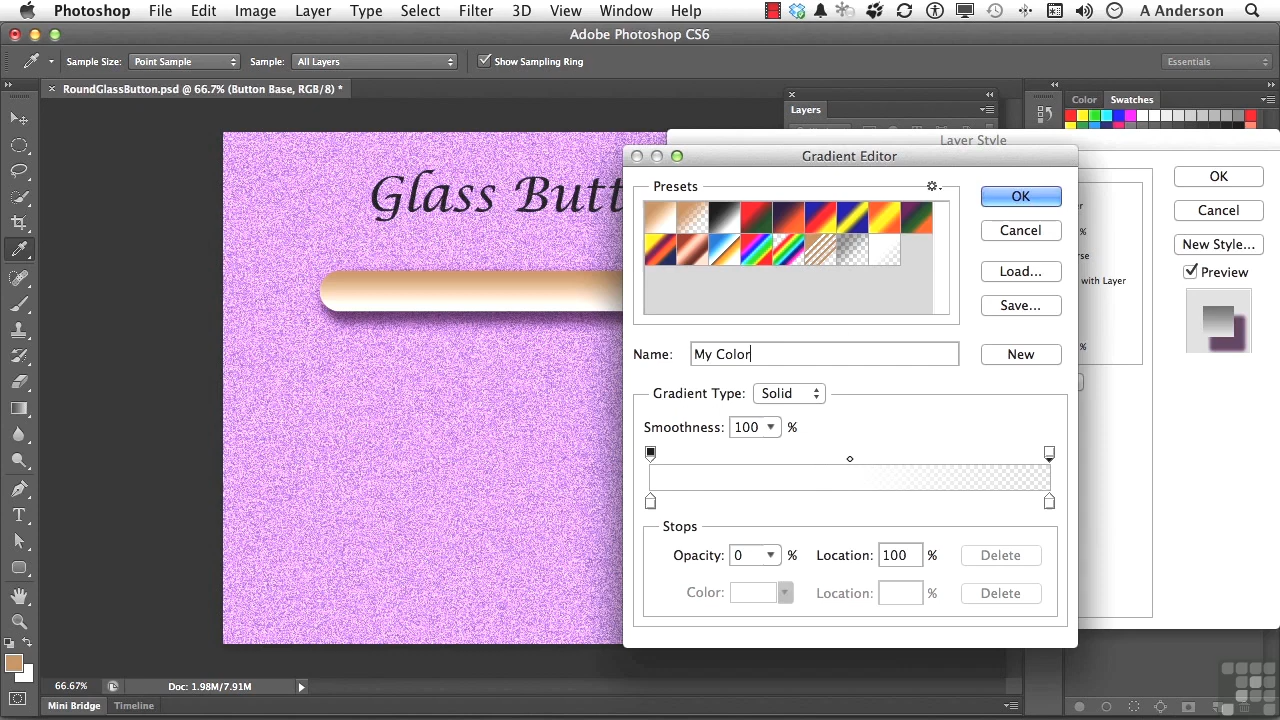 Photoshop File Edit Image Layer Type Select Filter 3D View Window Help A Anderson
Adobe Photoshop CS6
Sample Size: Point Sample Sample: All Layers Show Sampling Ring Essentials
RoundGlassButton.psd @ 66.7% (Button Base, RGB/8) *
Layers
Color Swatches
Layer Style
Gradient Editor
Presets
Glass Butt
OK
Cancel
Load...
Save...
Name: My Color New
Gradient Type: Solid
Smoothness: 100 %
Stops
Opacity: 0 % Location: 100 % Delete
Color: Location: % Delete
OK
Cancel
New Style...
Preview
%
with Layer
%
66.67% Doc: 1.98M/7.91M
Mini Bridge Timeline